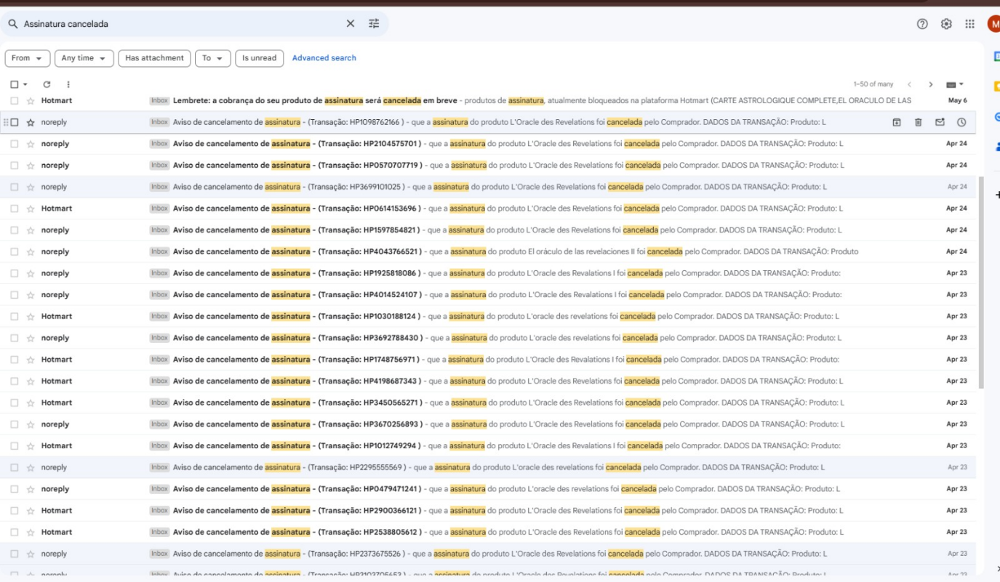 Assinatura cancelada
From Any time Has attachment To Is unread Advanced search
1–50 of many
Hotmart Inbox Lembrete: a cobrança do seu produto de assinatura será cancelada em breve - produtos de assinatura, atualmente bloqueados na plataforma Hotmart (CARTE ASTROLOGIQUE COMPLETE,EL ORACULO DE LAS May 6
noreply Inbox Aviso de cancelamento de assinatura - (Transação: HP1098762166 ) - que a assinatura do produto L'Oracle des Revelations foi cancelada pelo Comprador. DADOS DA TRANSAÇÃO: Produto: L
noreply Inbox Aviso de cancelamento de assinatura - (Transação: HP2104575701 ) - que a assinatura do produto L'Oracle des Revelations foi cancelada pelo Comprador. DADOS DA TRANSAÇÃO: Produto: L Apr 24
noreply Inbox Aviso de cancelamento de assinatura - (Transação: HP0570707719 ) - que a assinatura do produto L'Oracle des Revelations foi cancelada pelo Comprador. DADOS DA TRANSAÇÃO: Produto: L Apr 24
noreply Inbox Aviso de cancelamento de assinatura - (Transação: HP3699101025 ) - que a assinatura do produto L'Oracle des Revelations foi cancelada pelo Comprador. DADOS DA TRANSAÇÃO: Produto: L Apr 24
Hotmart Inbox Aviso de cancelamento de assinatura - (Transação: HP0614153696 ) - que a assinatura do produto L'Oracle des Revelations foi cancelada pelo Comprador. DADOS DA TRANSAÇÃO: Produto: L Apr 24
noreply Inbox Aviso de cancelamento de assinatura - (Transação: HP1597854821 ) - que a assinatura do produto L'Oracle des Revelations foi cancelada pelo Comprador. DADOS DA TRANSAÇÃO: Produto: L Apr 24
noreply Inbox Aviso de cancelamento de assinatura - (Transação: HP4043766521 ) - que a assinatura do produto El oráculo de las revelaciones II foi cancelada pelo Comprador. DADOS DA TRANSAÇÃO: Produto Apr 24
noreply Inbox Aviso de cancelamento de assinatura - (Transação: HP1925818086 ) - que a assinatura do produto L'Oracle des Revalations I foi cancelada pelo Comprador. DADOS DA TRANSAÇÃO: Produto: Apr 23
noreply Inbox Aviso de cancelamento de assinatura - (Transação: HP4014524107 ) - que a assinatura do produto L'Oracle des Revalations I foi cancelada pelo Comprador. DADOS DA TRANSAÇÃO: Produto: Apr 23
Hotmart Inbox Aviso de cancelamento de assinatura - (Transação: HP1030188124 ) - que a assinatura do produto L'oracle des revelations foi cancelada pelo Comprador. DADOS DA TRANSAÇÃO: Produto: L Apr 23
noreply Inbox Aviso de cancelamento de assinatura - (Transação: HP3692788430 ) - que a assinatura do produto L'oracle des revelations foi cancelada pelo Comprador. DADOS DA TRANSAÇÃO: Produto: L Apr 23
Hotmart Inbox Aviso de cancelamento de assinatura - (Transação: HP1748756971 ) - que a assinatura do produto L'Oracle des Revalations I foi cancelada pelo Comprador. DADOS DA TRANSAÇÃO: Produto: Apr 23
Hotmart Inbox Aviso de cancelamento de assinatura - (Transação: HP4198687343 ) - que a assinatura do produto L'Oracle des Revelations foi cancelada pelo Comprador. DADOS DA TRANSAÇÃO: Produto: L Apr 23
Hotmart Inbox Aviso de cancelamento de assinatura - (Transação: HP3450565271 ) - que a assinatura do produto L'Oracle des Revelations foi cancelada pelo Comprador. DADOS DA TRANSAÇÃO: Produto: L Apr 23
noreply Inbox Aviso de cancelamento de assinatura - (Transação: HP3670256893 ) - que a assinatura do produto L'Oracle des Revelations foi cancelada pelo Comprador. DADOS DA TRANSAÇÃO: Produto: L Apr 23
Hotmart Inbox Aviso de cancelamento de assinatura - (Transação: HP1012749294 ) - que a assinatura do produto L'Oracle des Revalations I foi cancelada pelo Comprador. DADOS DA TRANSAÇÃO: Produto: Apr 23
noreply Inbox Aviso de cancelamento de assinatura - (Transação: HP2295555569 ) - que a assinatura do produto L'oracle des revelations foi cancelada pelo Comprador. DADOS DA TRANSAÇÃO: Produto: L Apr 23
noreply Inbox Aviso de cancelamento de assinatura - (Transação: HP0479471241 ) - que a assinatura do produto L'oracle des revelations foi cancelada pelo Comprador. DADOS DA TRANSAÇÃO: Produto: L Apr 23
Hotmart Inbox Aviso de cancelamento de assinatura - (Transação: HP2900366121 ) - que a assinatura do produto L'Oracle des Revelations foi cancelada pelo Comprador. DADOS DA TRANSAÇÃO: Produto: L Apr 23
Hotmart Inbox Aviso de cancelamento de assinatura - (Transação: HP2538805612 ) - que a assinatura do produto L'Oracle des Revelations foi cancelada pelo Comprador. DADOS DA TRANSAÇÃO: Produto: L Apr 23
noreply Inbox Aviso de cancelamento de assinatura - (Transação: HP2373675526 ) - que a assinatura do produto L'Oracle des Revelations foi cancelada pelo Comprador. DADOS DA TRANSAÇÃO: Produto: L Apr 23